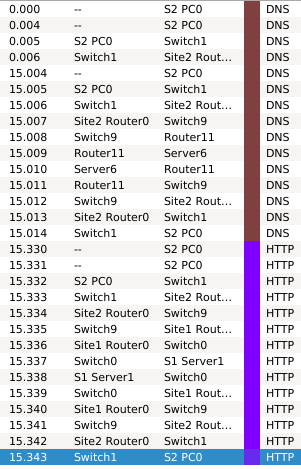 0.000 -- S2 PC0 DNS
0.004 -- S2 PC0 DNS
0.005 S2 PC0 Switch1 DNS
0.006 Switch1 Site2 Rout... DNS
15.004 -- S2 PC0 DNS
15.005 S2 PC0 Switch1 DNS
15.006 Switch1 Site2 Rout... DNS
15.007 Site2 Router0 Switch9 DNS
15.008 Switch9 Router11 DNS
15.009 Router11 Server6 DNS
15.010 Server6 Router11 DNS
15.011 Router11 Switch9 DNS
15.012 Switch9 Site2 Rout... DNS
15.013 Site2 Router0 Switch1 DNS
15.014 Switch1 S2 PC0 DNS
15.330 -- S2 PC0 HTTP
15.331 -- S2 PC0 HTTP
15.332 S2 PC0 Switch1 HTTP
15.333 Switch1 Site2 Rout... HTTP
15.334 Site2 Router0 Switch9 HTTP
15.335 Switch9 Site1 Rout... HTTP
15.336 Site1 Router0 Switch0 HTTP
15.337 Switch0 S1 Server1 HTTP
15.338 S1 Server1 Switch0 HTTP
15.339 Switch0 Site1 Rout... HTTP
15.340 Site1 Router0 Switch9 HTTP
15.341 Switch9 Site2 Rout... HTTP
15.342 Site2 Router0 Switch1 HTTP
15.343 Switch1 S2 PC0 HTTP